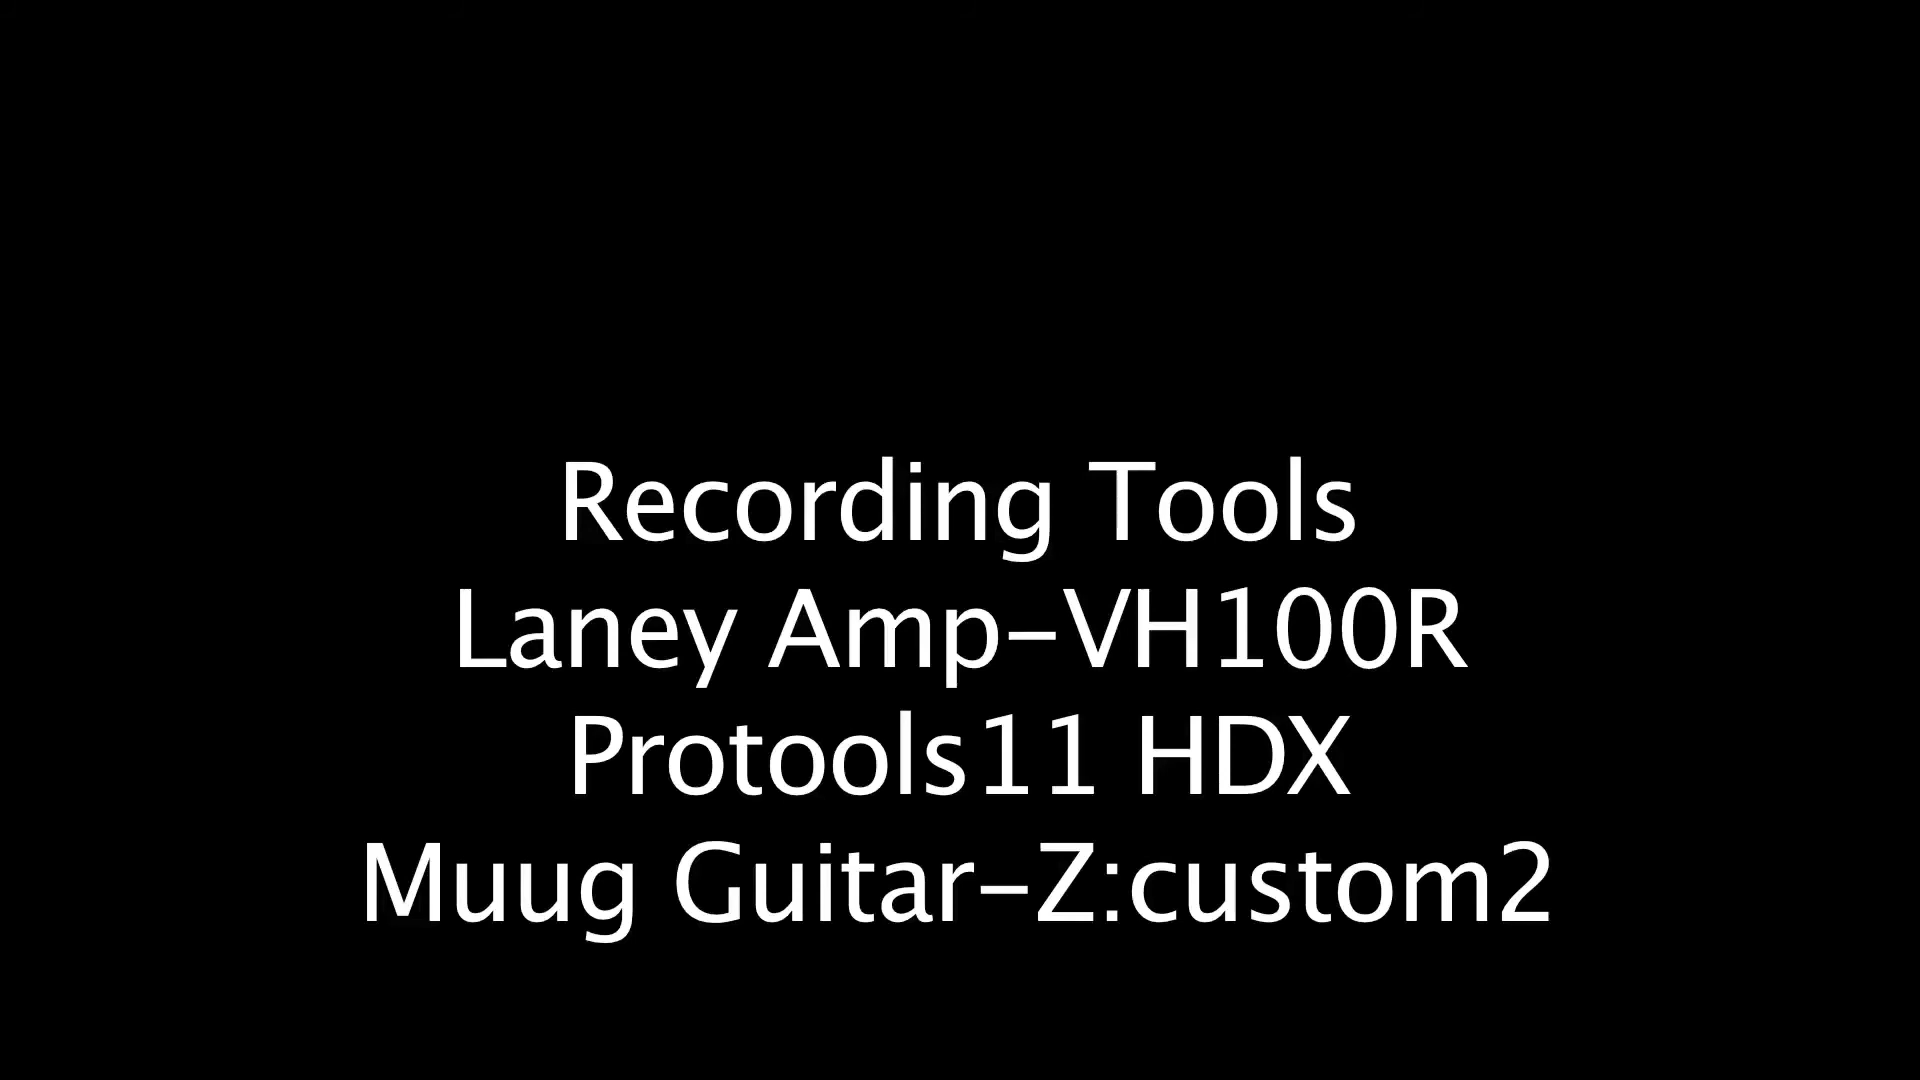 Recording Tools
Laney Amp-VH100R
Protools11 HDX
Muug Guitar-Z:custom2